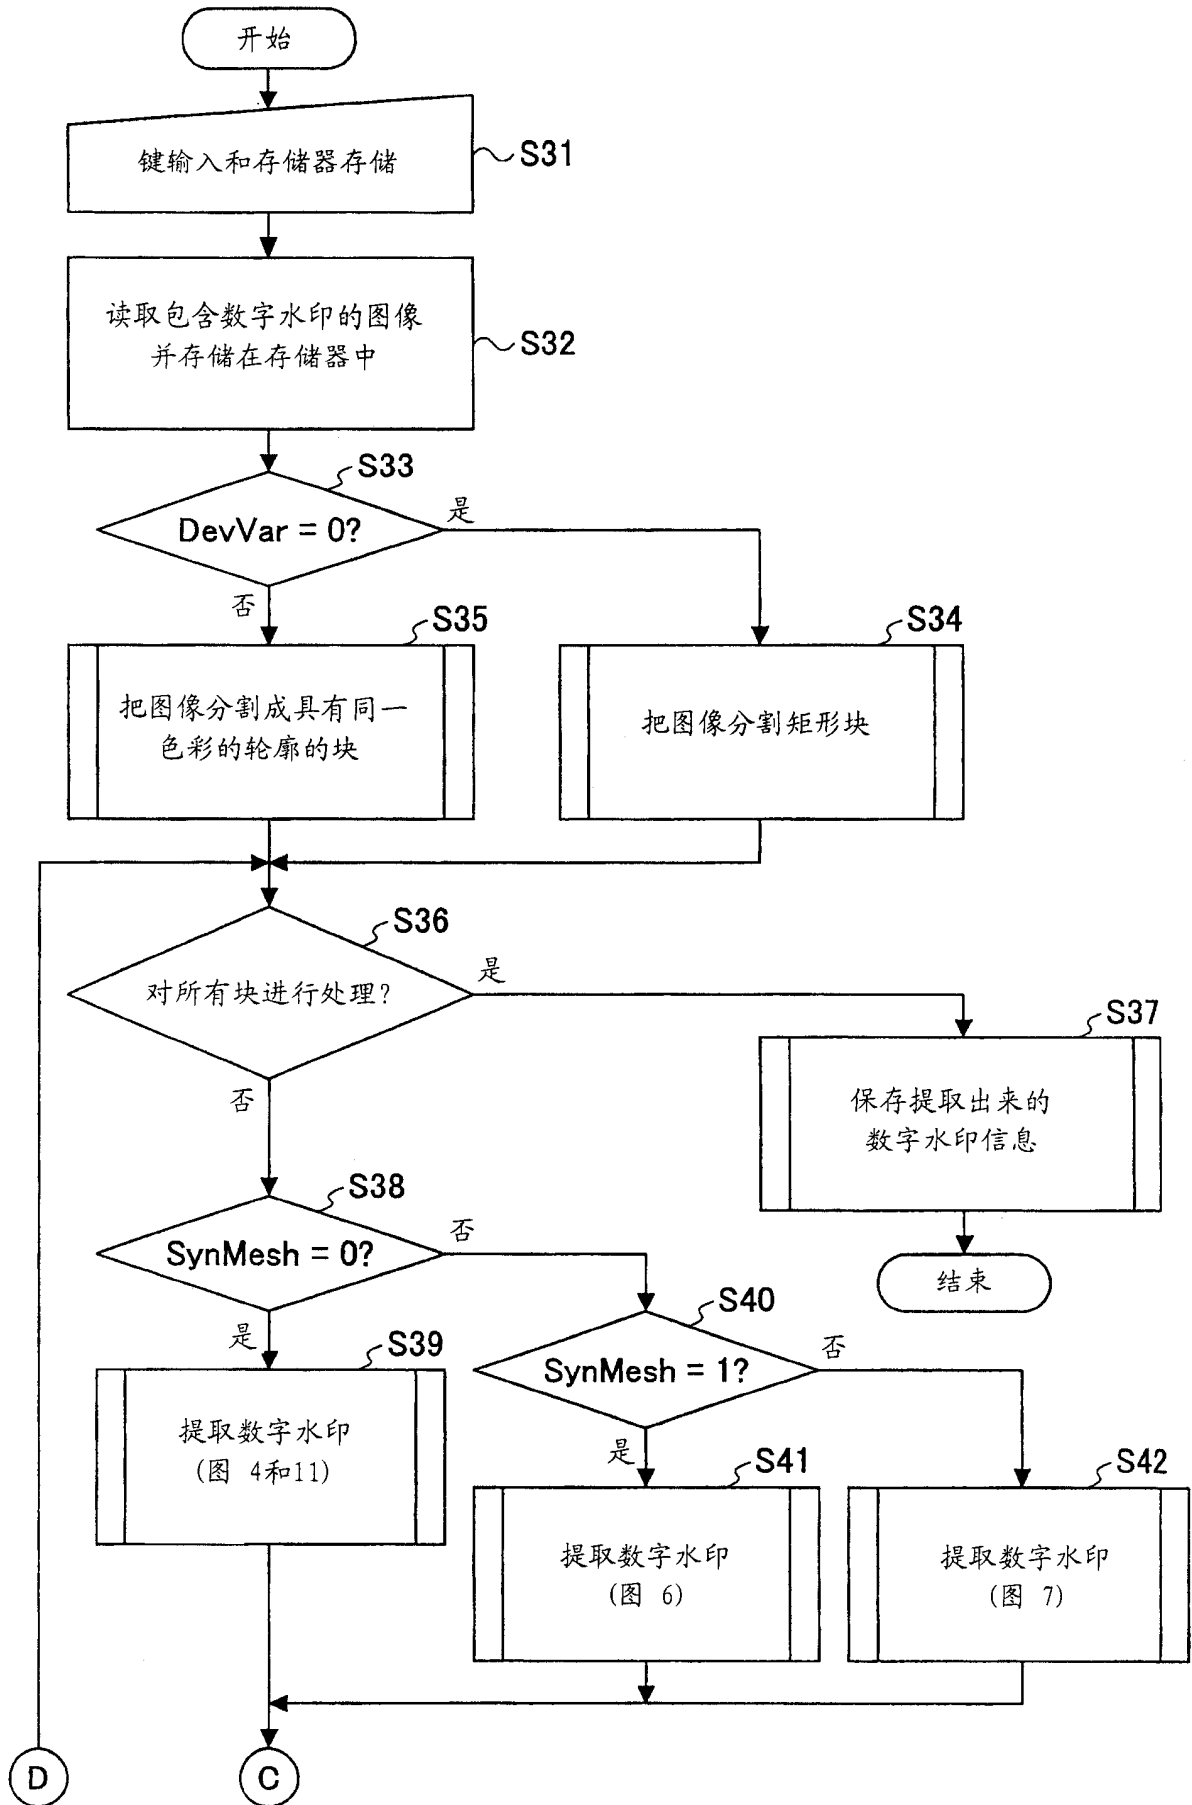 开始
键输入和存储器存储
S31
读取包含数字水印的图像
并存储在存储器中
S32
S33
DevVar = 0?
是
否
S35
把图像分割成具有同一
色彩的轮廓的块
S34
把图像分割矩形块
S36
对所有块进行处理?
是
否
S37
保存提取出来的
数字水印信息
结束
S38
SynMesh = 0?
否
是
S39
提取数字水印
(图 4和11)
S40
SynMesh = 1?
否
是
S41
提取数字水印
(图 6)
S42
提取数字水印
(图 7)
D
C